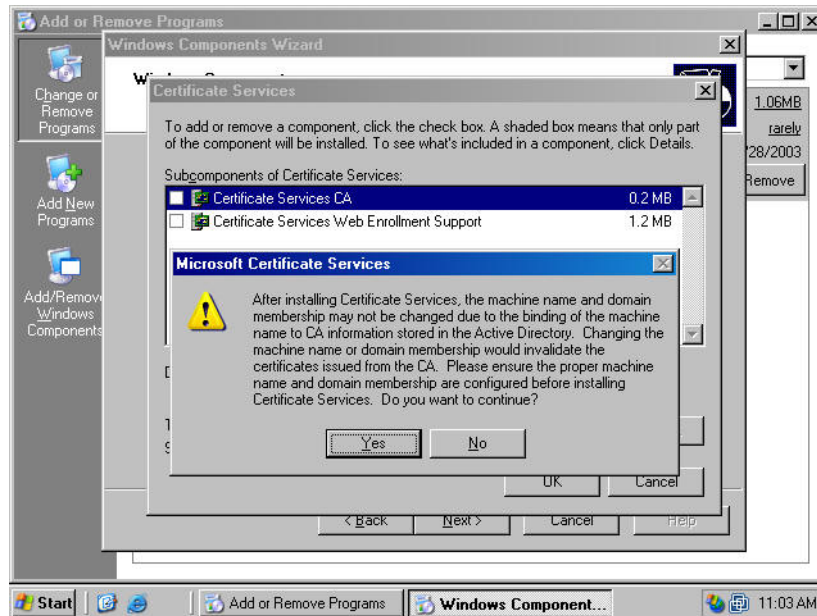 Add or Remove Programs
Windows Components Wizard
Certificate Services
Change or
Remove
Programs
Add New
Programs
Add/Remov
Windows
Components
1.06MB
rarely
28/2003
Remove
To add or remove a component, click the check box. A shaded box means that only part
of the component will be installed. To see what's included in a component, click Details.
Subcomponents of Certificate Services:
Certificate Services CA 0.2 MB
Certificate Services Web Enrollment Support 1.2 MB
Microsoft Certificate Services
After installing Certificate Services, the machine name and domain
membership may not be changed due to the binding of the machine
name to CA information stored in the Active Directory. Changing the
machine name or domain membership would invalidate the
certificates issued from the CA. Please ensure the proper machine
name and domain membership are configured before installing
Certificate Services. Do you want to continue?
Yes No
OK Cancel
< Back Next > Cancel Help
Start Add or Remove Programs Windows Component... 11:03 AM